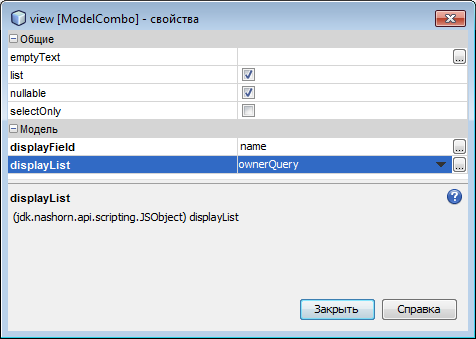 view [ModelCombo] - свойства
Общие
emptyText
...
list
nullable
selectOnly
Модель
displayField name ...
displayList ownerQuery ...
displayList
?
(jdk.nashorn.api.scripting.JSObject) displayList
Закрыть Справка